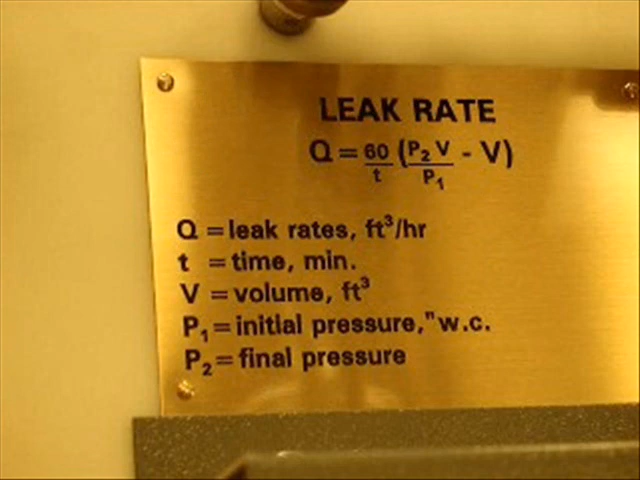 LEAK RATE
Q = 60/t (P₂ V/P₁ - V)
Q = leak rates, ft³/hr
t = time, min.
V = volume, ft³
P₁ = initial pressure, "w.c.
P₂ = final pressure